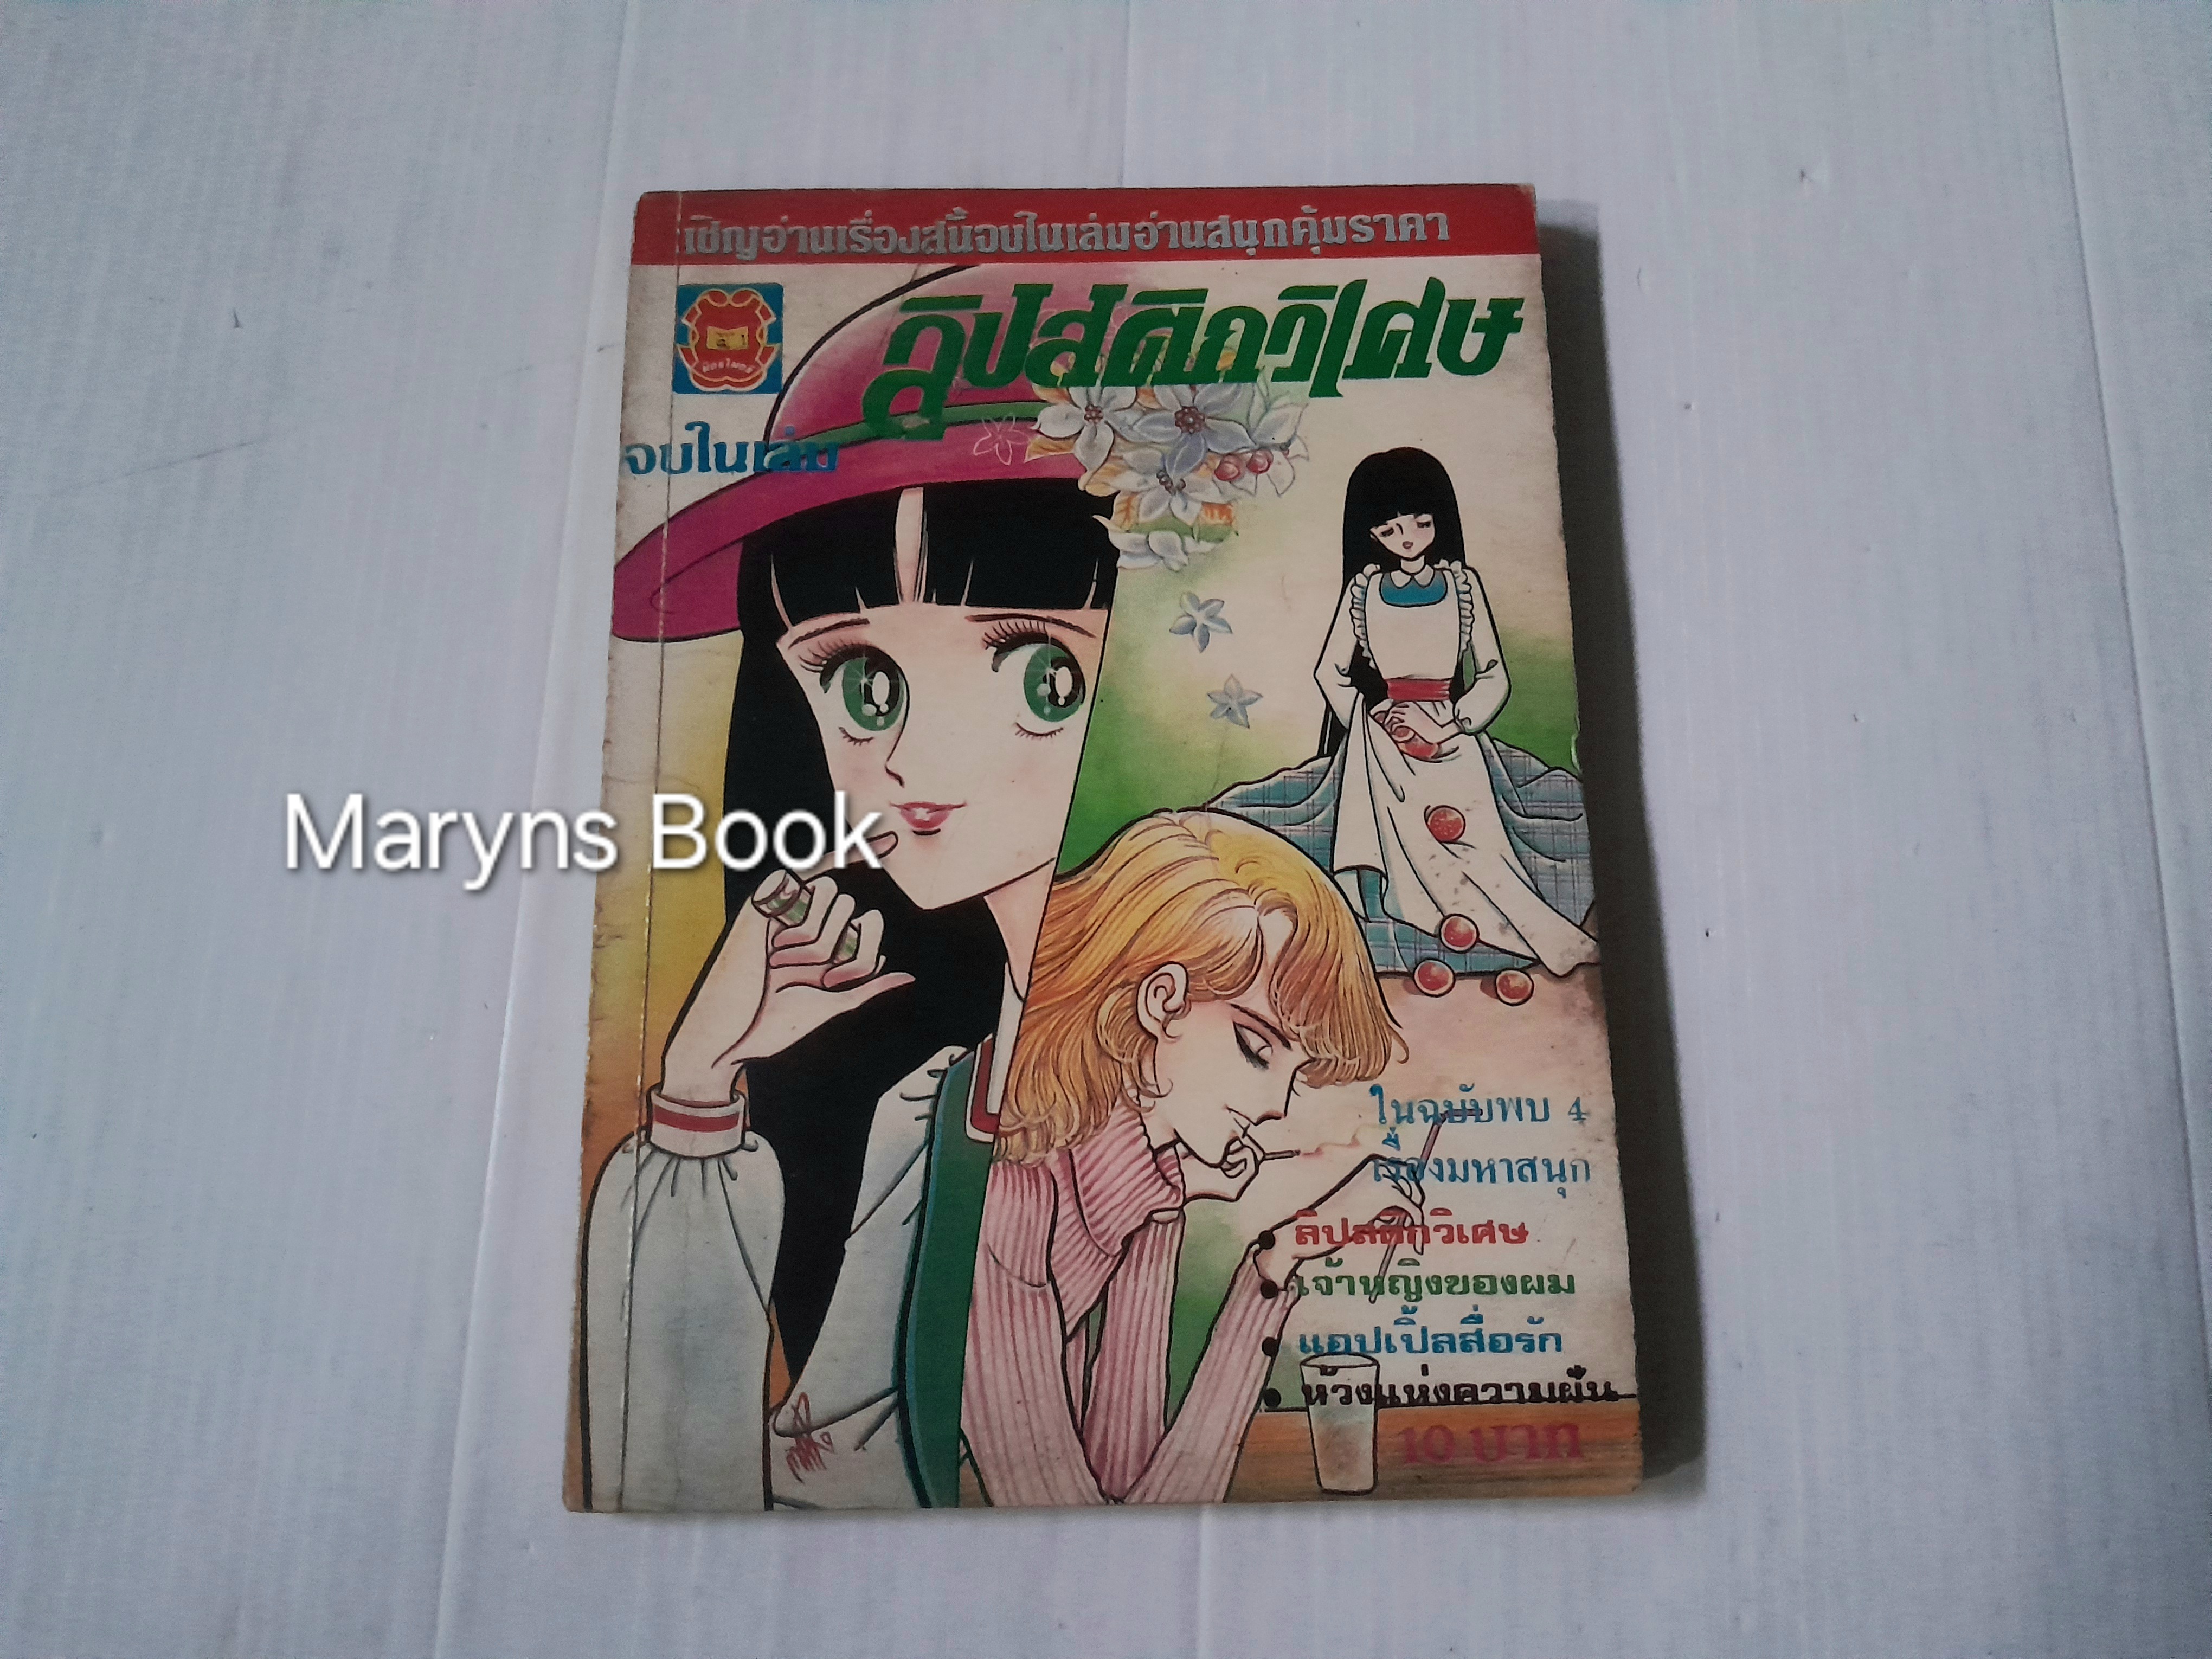 เชิญอ่านเรื่องสั้นจบในเล่มอ่านสนุกคุ้มราคา
ลิปสติกวิเศษ
จบในเล่ม
Maryns Book
ในฉบับพบ 4
เรื่องมหาสนุก
• ลิปสติกวิเศษ
• เจ้าหญิงของผม
• แอปเปิ้ลสื่อรัก
• ห้วงแห่งความฝัน
10 บาท